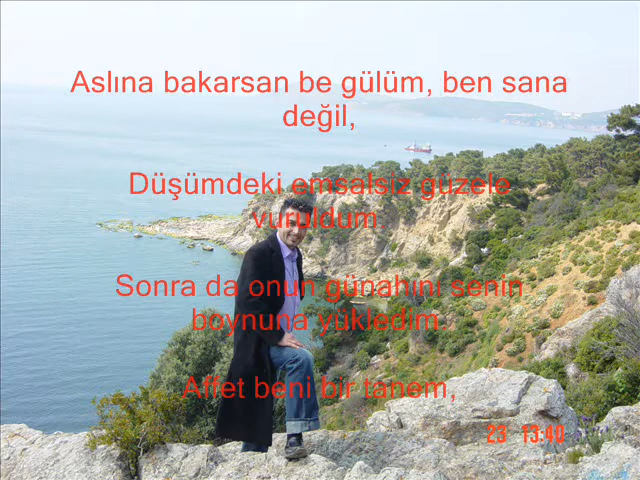 Aslına bakarsan be gülüm, ben sana
değil,
Düşümdeki emsalsiz güzele
vuruldum.
Sonra da onun günahını senin
boynuna yükledim.
Affet beni bir tanem,
23 13:40